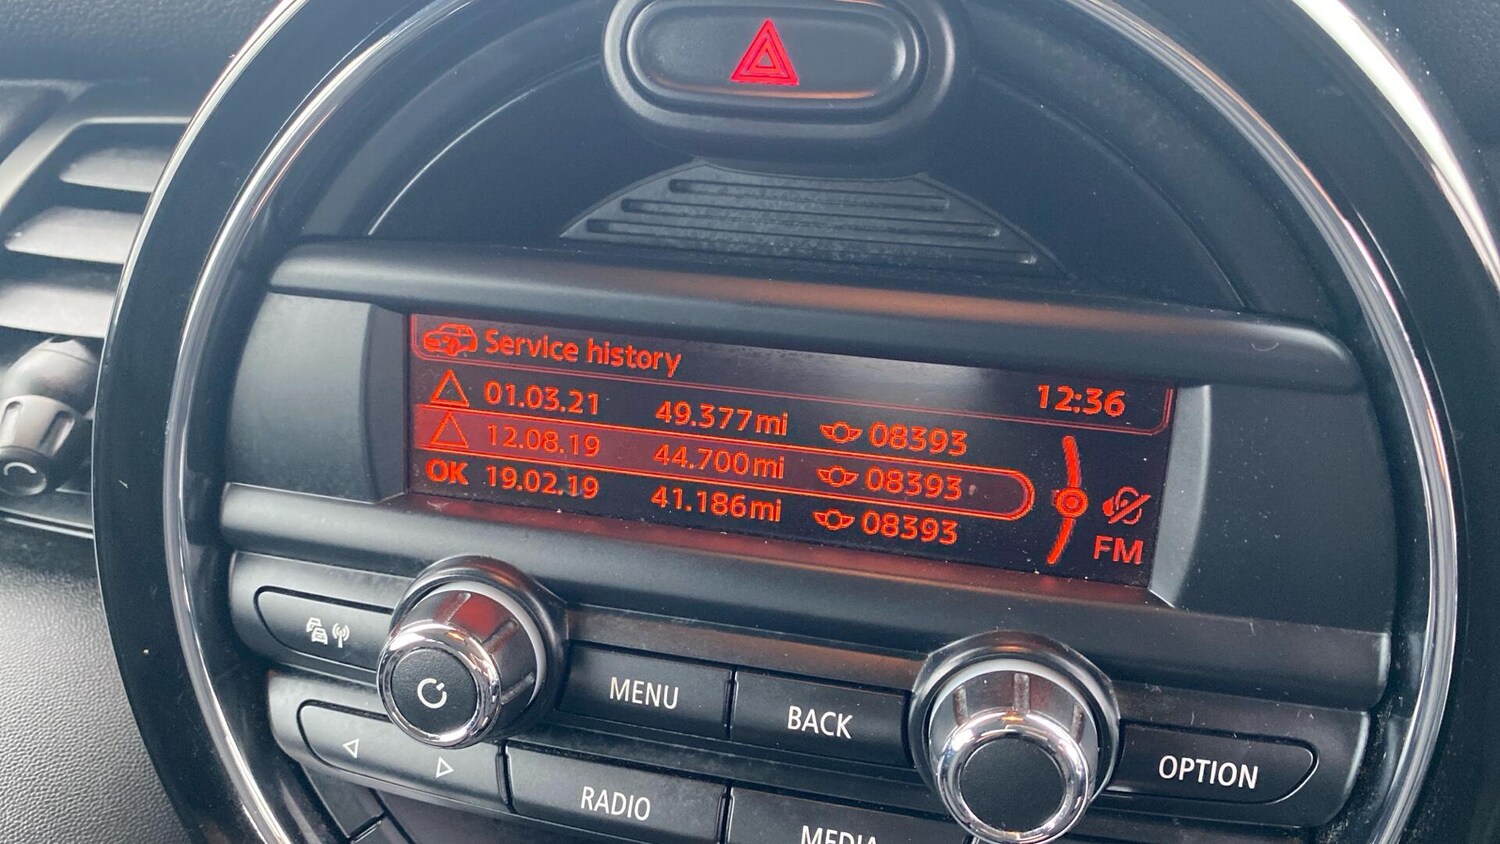 Service history
12:36
01.03.21 49.377mi 08393
12.08.19 44.700mi 08393
OK 19.02.19 41.186mi 08393
FM
MENU
BACK
OPTION
RADIO
MEDIA